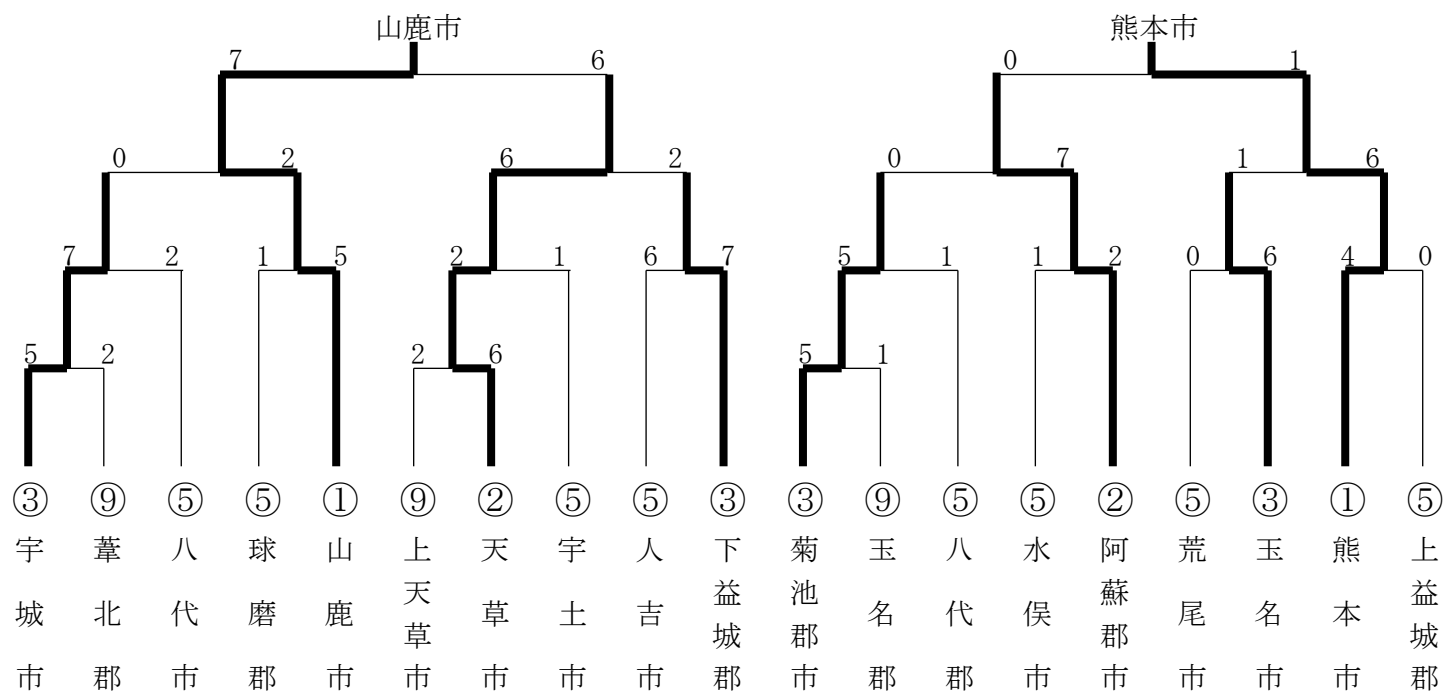 山鹿市 熊本市
7 6 0 1
0 2 6 2 0 7 1 6
7 2 1 5 2 1 6 7 5 1 1 2 0 6 4 0
5 2 2 6 5 1
③ ⑨ ⑤ ⑤ ① ⑨ ② ⑤ ⑤ ③ ③ ⑨ ⑤ ⑤ ② ⑤ ③ ① ⑤
宇城市
葦北郡
八代市
球磨郡
山鹿市
上天草市
天草市
宇土市
人吉市
下益城郡
菊池郡市
玉名郡
八代郡
水俣市
阿蘇郡市
荒尾市
玉名市
熊本市
上益城郡